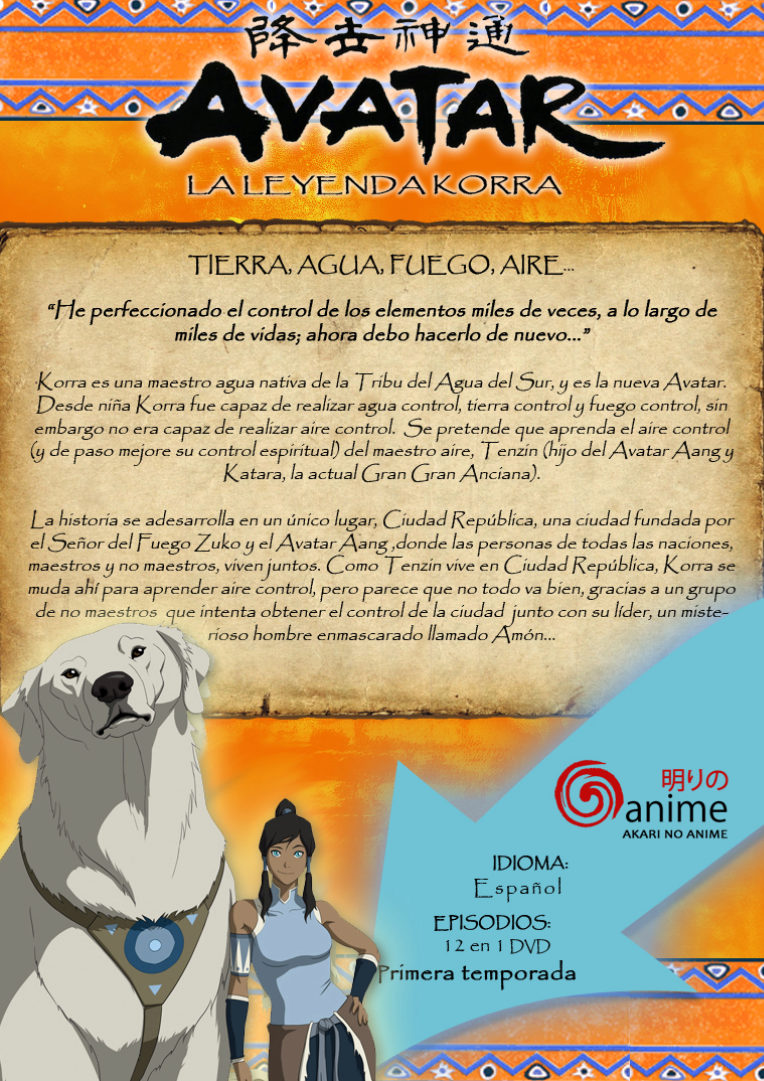 降去神通
AVATAR
LA LEYENDA KORRA
TIERRA, AGUA, FUEGO, AIRE...
“He perfeccionado el control de los elementos miles de veces, a lo largo de
miles de vidas; ahora debo hacerlo de nuevo...”
Korra es una maestro agua nativa de la Tribu del Agua del Sur, y es la nueva Avatar.
Desde niña Korra fue capaz de realizar agua control, tierra control y fuego control, sin
embargo no era capaz de realizar aire control. Se pretende que aprenda el aire control
(y de paso mejore su control espiritual) del maestro aire, Tenzin (hijo del Avatar Aang y
Katara, la actual Gran Gran Anciana).
La historia se adesarrolla en un único lugar, Ciudad República, una ciudad fundada por
el Señor del Fuego Zuko y el Avatar Aang ,donde las personas de todas las naciones,
maestros y no maestros, viven juntos. Como Tenzin vive en Ciudad República, Korra se
muda ahí para aprender aire control, pero parece que no todo va bien, gracias a un grupo
de no maestros que intenta obtener el control de la ciudad junto con su líder, un miste-
rioso hombre enmascarado llamado Amón...
明りの
anime
AKARI NO ANIME
IDIOMA:
Español
EPISODIOS:
12 en 1 DVD
Primera temporada